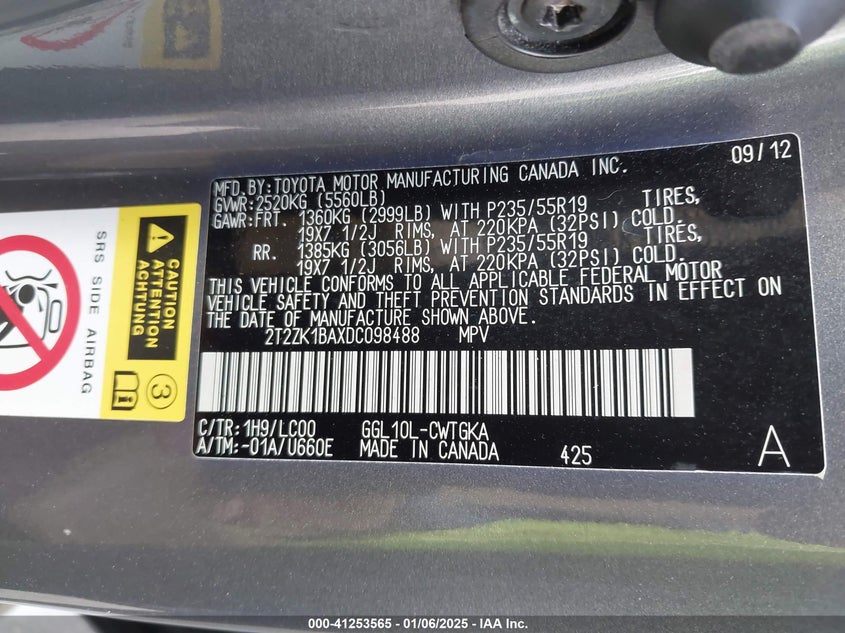 MFD.BY:TOYOTA MOTOR MANUFACTURING CANADA INC. 09/12
GVWR:2520KG (5560LB)
GAWR:FRT. 1360KG (2999LB) WITH P235/55R19 TIRES,
19X7 1/2J RIMS, AT 220KPA (32PSI) COLD.
RR. 1385KG (3056LB) WITH P235/55R19 TIRES,
19X7 1/2J RIMS, AT 220KPA (32PSI) COLD.
THIS VEHICLE CONFORMS TO ALL APPLICABLE FEDERAL MOTOR
VEHICLE SAFETY AND THEFT PREVENTION STANDARDS IN EFFECT ON
THE DATE OF MANUFACTURE SHOWN ABOVE.
2T2ZK1BAXDC098488 MPV
C/TR:1H9/LC00 GGL10L-CWTGKA
A/TM:-01A/U660E MADE IN CANADA 425 A
CAUTION
ATTENTION
ACHTUNG
SRS SIDE AIRBAG
3
000-41253565 | 01/06/2025 | IAA Inc.